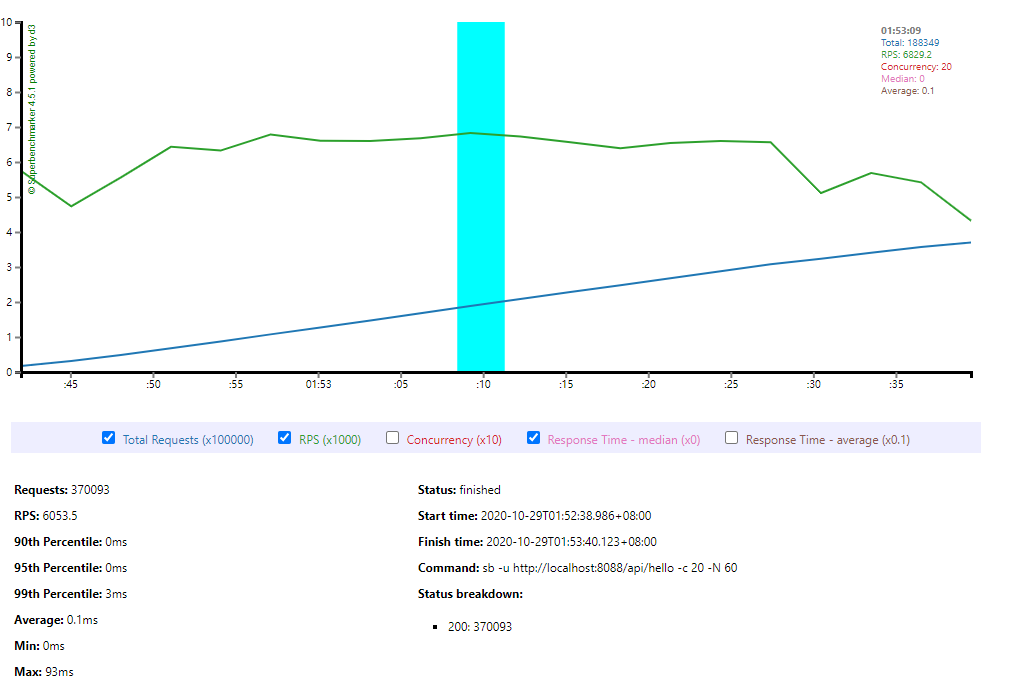 10
9
8
7
6
5
4
3
2
1
0
© Superbenchmarker 4.5.1 powered by d3
01:53:09
Total: 188349
RPS: 6829.2
Concurrency: 20
Median: 0
Average: 0.1
:45 :50 :55 01:53 :05 :10 :15 :20 :25 :30 :35
Total Requests (x100000) RPS (x1000) Concurrency (x10) Response Time - median (x0) Response Time - average (x0.1)
Requests: 370093
RPS: 6053.5
90th Percentile: 0ms
95th Percentile: 0ms
99th Percentile: 3ms
Average: 0.1ms
Min: 0ms
Max: 93ms
Status: finished
Start time: 2020-10-29T01:52:38.986+08:00
Finish time: 2020-10-29T01:53:40.123+08:00
Command: sb -u http://localhost:8088/api/hello -c 20 -N 60
Status breakdown:
200: 370093